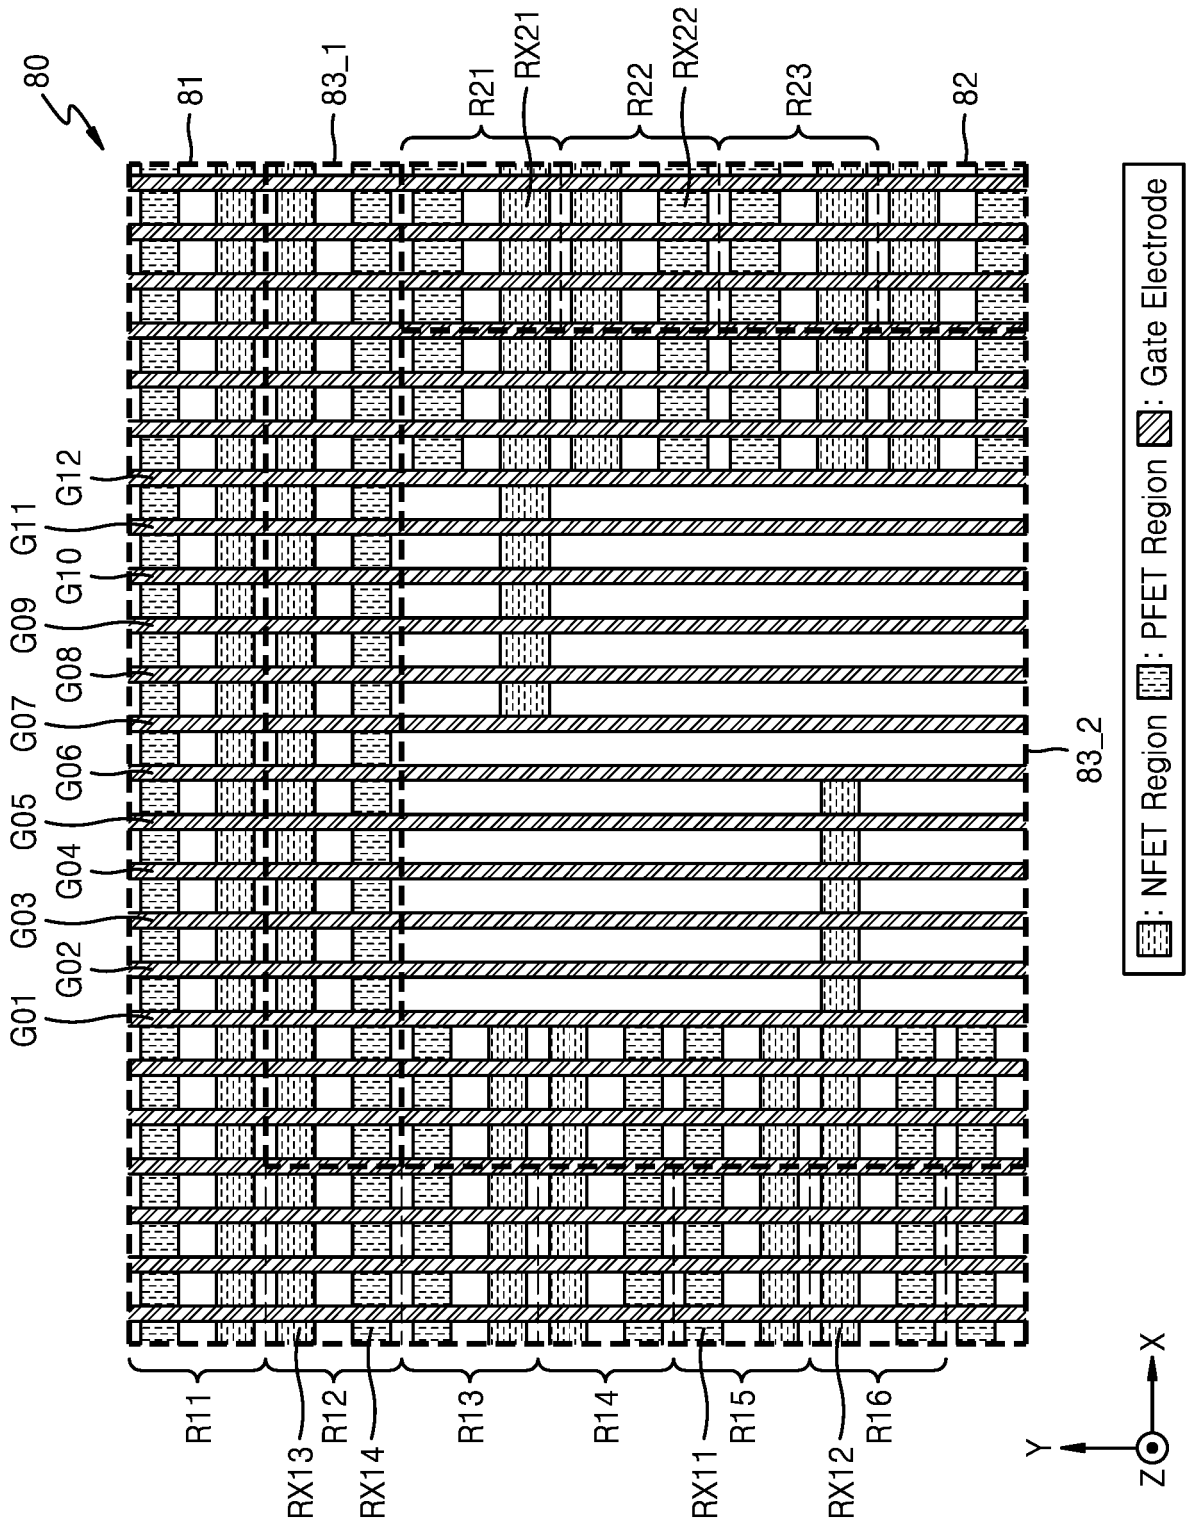 80
81
83_1
R21
RX21
R22
RX22
R23
82
G01
G02
G03
G04
G05
G06
G07
G08
G09
G10
G11
G12
83_2
R11
RX13
R12
RX14
R13
R14
RX11
R15
RX12
R16
Y
Z
X
: NFET Region : PFET Region : Gate Electrode